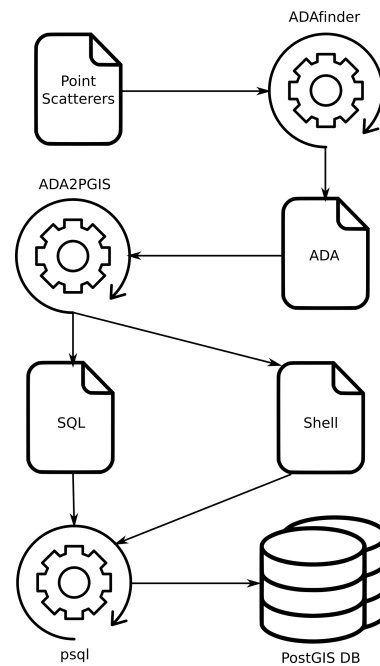 ADAfinder
Point
Scatterers
ADA2PGIS
ADA
SQL
Shell
psql
PostGIS DB